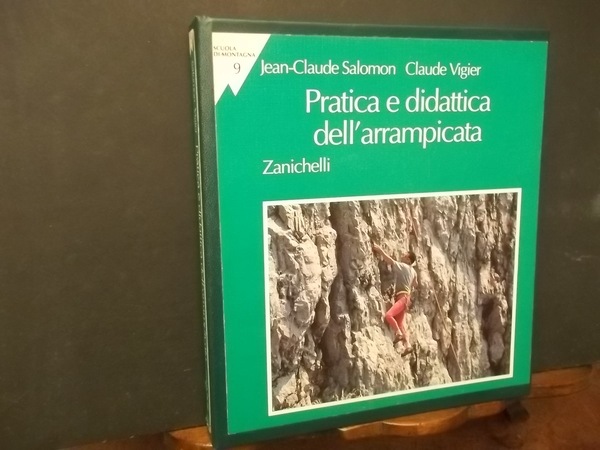 SCUOLA
DI MONTAGNA
9
Jean-Claude Salomon Claude Vigier
Pratica e didattica
dell'arrampicata
Zanichelli